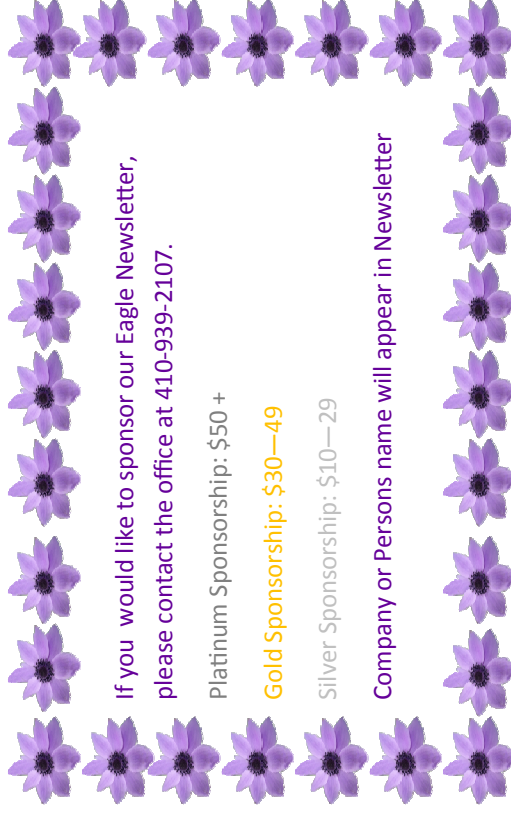 If you  would like to sponsor our Eagle Newsletter,
please contact the office at 410-939-2107.
Platinum Sponsorship: $50 +
Gold Sponsorship: $30—49
Silver Sponsorship: $10—29
Company or Persons name will appear in Newsletter